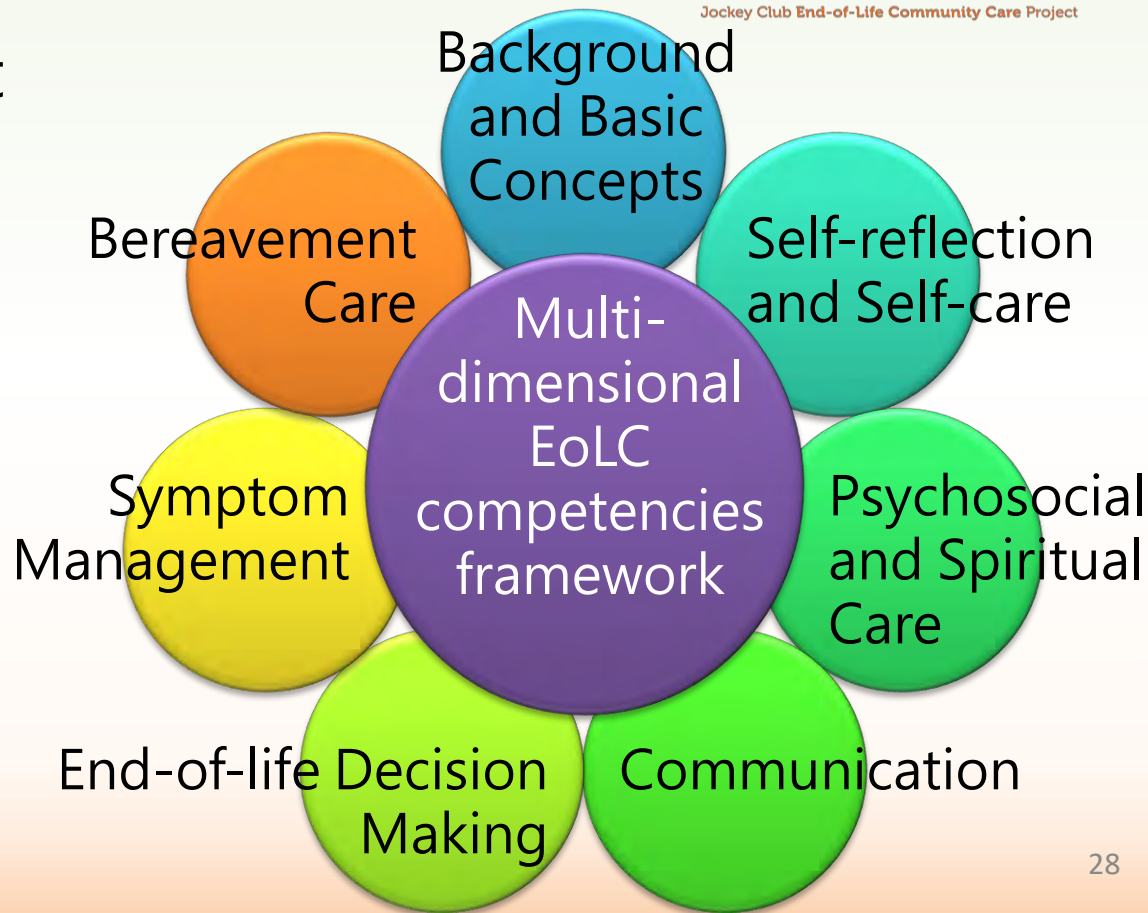 Jockey Club End-of-Life Community Care Project
Background
and Basic
Concepts
Self-reflection
and Self-care
Psychosocial
and Spiritual
Care
Communication
End-of-life Decision
Making
Symptom
Management
Bereavement
Care
Multi-
dimensional
EoLC
competencies
framework
28